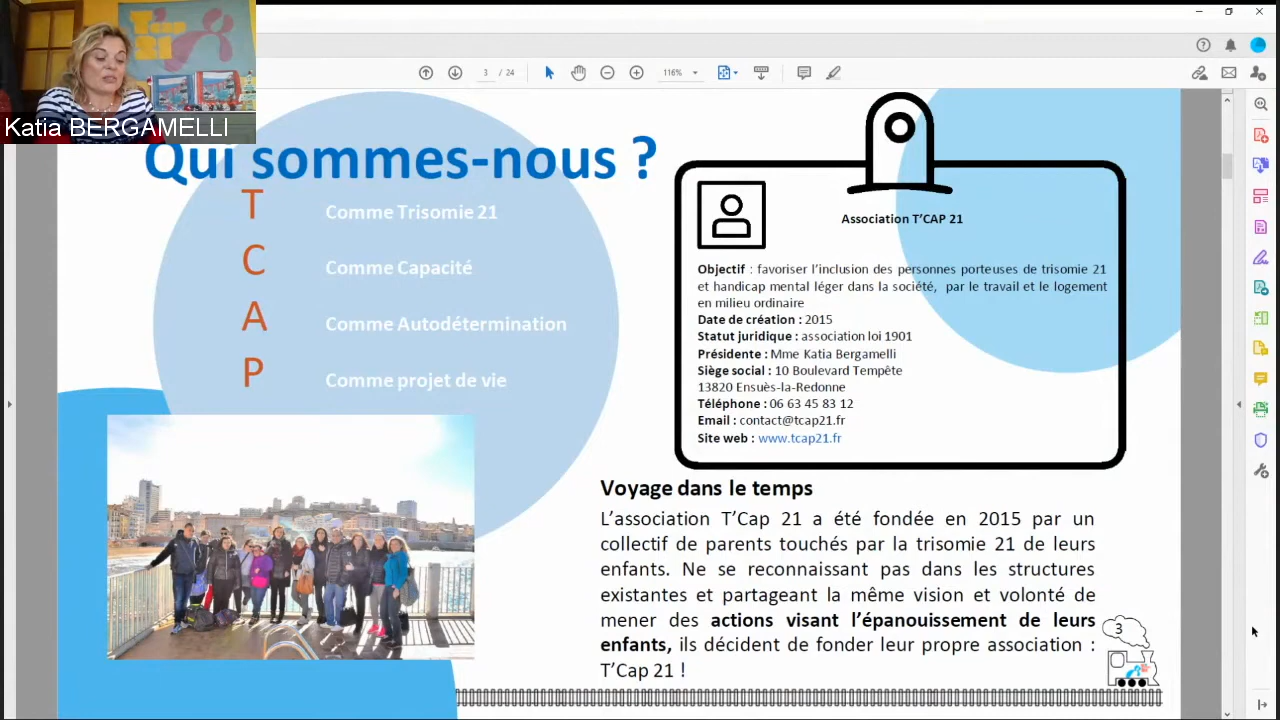 T'cap
21
Katia BERGAMELLI
3 / 24
116%
Qui sommes-nous ?
T Comme Trisomie 21
C Comme Capacité
A Comme Autodétermination
P Comme projet de vie
Association T'CAP 21
Objectif : favoriser l'inclusion des personnes porteuses de trisomie 21
et handicap mental léger dans la société, par le travail et le logement
en milieu ordinaire
Date de création : 2015
Statut juridique : association loi 1901
Présidente : Mme Katia Bergamelli
Siège social : 10 Boulevard Tempête
13820 Ensuès-la-Redonne
Téléphone : 06 63 45 83 12
Email : contact@tcap21.fr
Site web : www.tcap21.fr
Voyage dans le temps
L'association T'Cap 21 a été fondée en 2015 par un
collectif de parents touchés par la trisomie 21 de leurs
enfants. Ne se reconnaissant pas dans les structures
existantes et partageant la même vision et volonté de
mener des actions visant l'épanouissement de leurs
enfants, ils décident de fonder leur propre association :
T'Cap 21 !
3